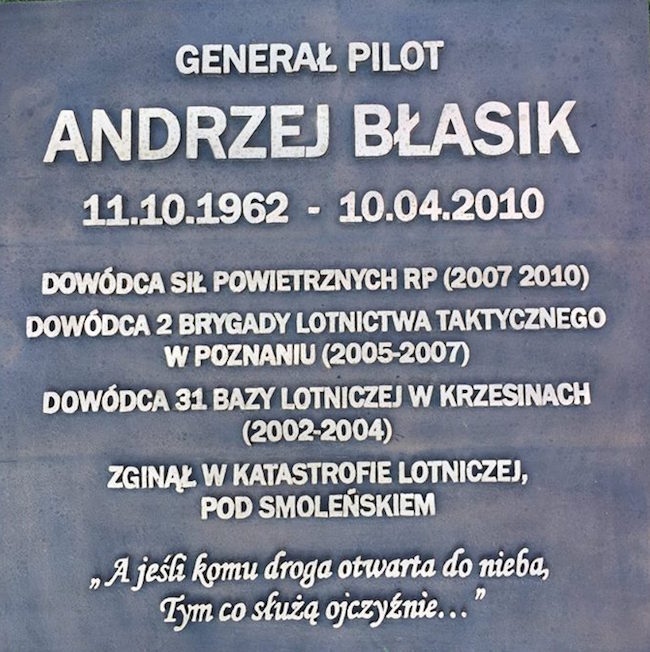 GENERAŁ PILOT
ANDRZEJ BŁASIK
11.10.1962 - 10.04.2010
DOWÓDCA SIŁ POWIETRZNYCH RP (2007 2010)
DOWÓDCA 2 BRYGADY LOTNICTWA TAKTYCZNEGO
W POZNANIU (2005-2007)
DOWÓDCA 31 BAZY LOTNICZEJ W KRZESINACH
(2002-2004)
ZGINĄŁ W KATASTROFIE LOTNICZEJ,
POD SMOLEŃSKIEM
„A jeśli komu droga otwarta do nieba,
Tym co służą ojczyźnie..."